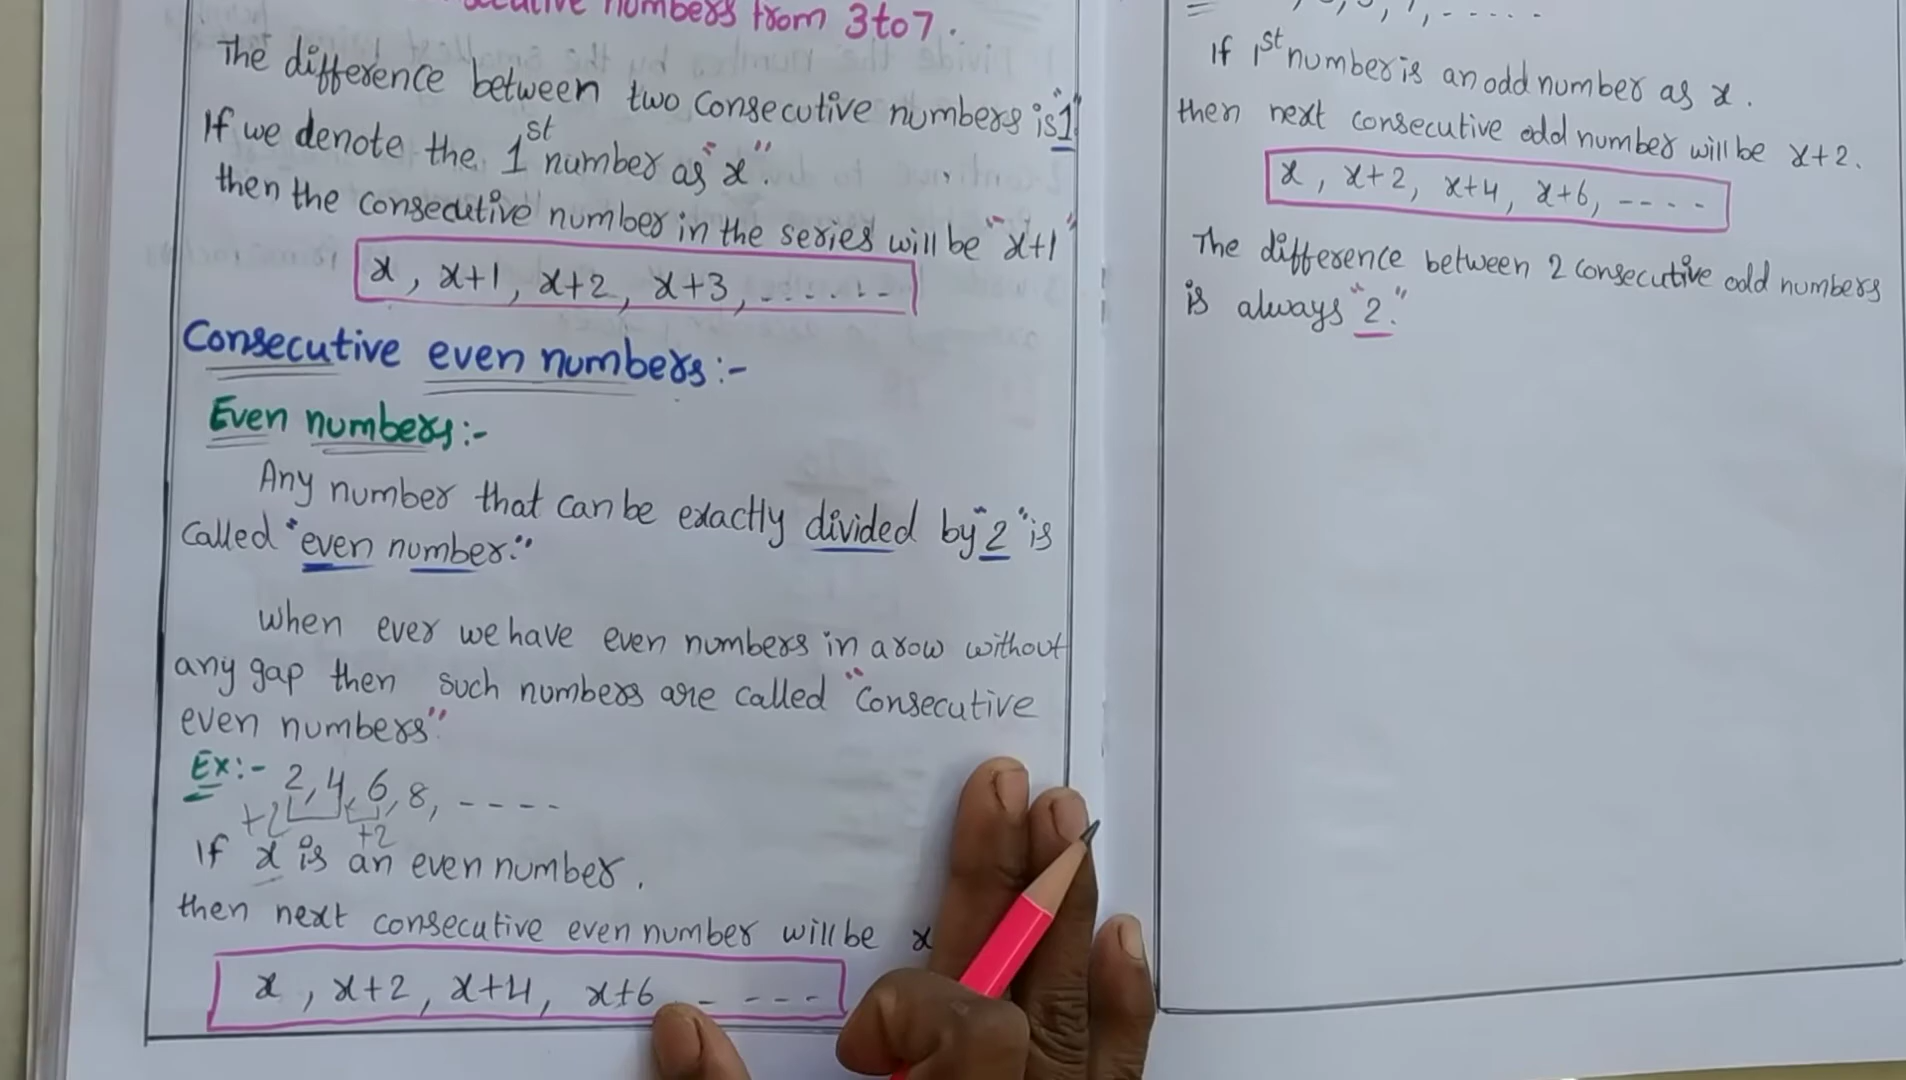 numbers from 3 to 7.
The difference between two consecutive numbers is "1"
If we denote the 1st number as "x".
then the consecutive number in the series will be "x+1"
x, x+1, x+2, x+3, ......
Consecutive even numbers:-
Even numbers:-
Any number that can be exactly divided by "2" is
called "even number."
When ever we have even numbers in a row without
any gap then such numbers are called "consecutive
even numbers"
Ex:- 2, 4, 6, 8, ----
+2 +2
If x is an even number.
then next consecutive even number will be x
x, x+2, x+4, x+6 ----
If 1st number is an odd number as x.
then next consecutive odd number will be x+2.
x, x+2, x+4, x+6, ----
The difference between 2 consecutive odd numbers
is always "2."